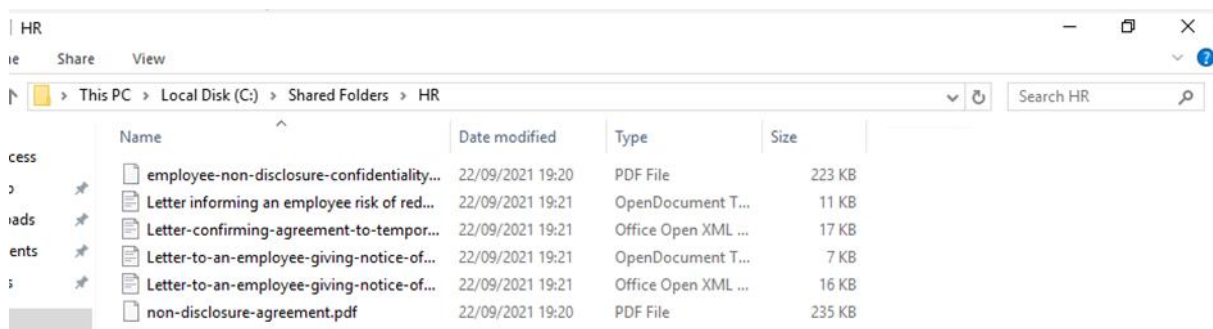 HR
Share View
This PC > Local Disk (C:) > Shared Folders > HR Search HR
Name Date modified Type Size
cess
employee-non-disclosure-confidentiality... 22/09/2021 19:20 PDF File 223 KB
Letter informing an employee risk of red... 22/09/2021 19:21 OpenDocument T... 11 KB
oads
Letter-confirming-agreement-to-tempor... 22/09/2021 19:21 Office Open XML ... 17 KB
ents
Letter-to-an-employee-giving-notice-of... 22/09/2021 19:21 OpenDocument T... 7 KB
Letter-to-an-employee-giving-notice-of... 22/09/2021 19:21 Office Open XML ... 16 KB
non-disclosure-agreement.pdf 22/09/2021 19:20 PDF File 235 KB